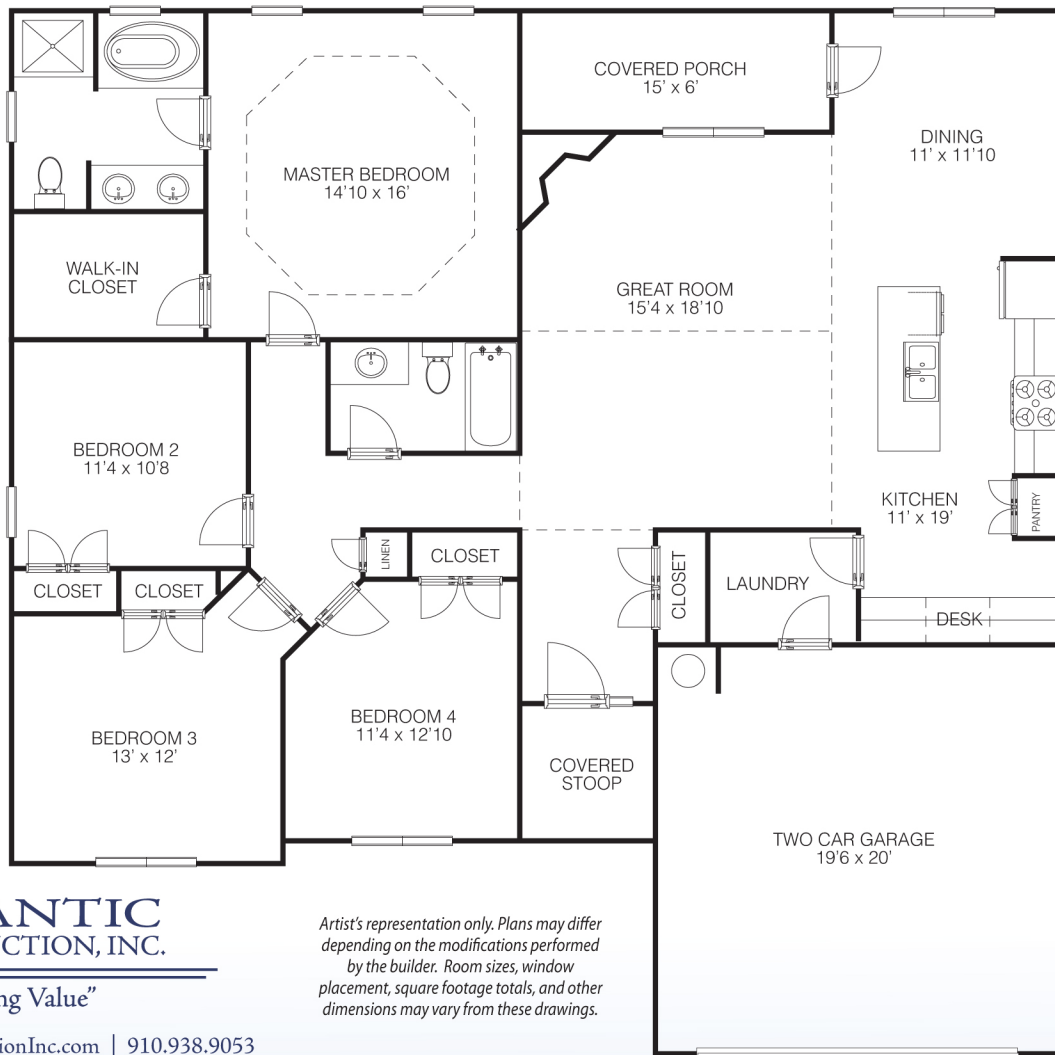 COVERED PORCH
15’ x 6’
DINING
11’ x 11’10
MASTER BEDROOM
14’10 x 16’
WALK-IN
CLOSET
GREAT ROOM
15’4 x 18’10
BEDROOM 2
11’4 x 10’8
KITCHEN
11’ x 19’
PANTRY
LINEN
CLOSET
CLOSET
CLOSET
CLOSET
LAUNDRY
DESK
BEDROOM 3
13’ x 12’
BEDROOM 4
11’4 x 12’10
COVERED
STOOP
TWO CAR GARAGE
19’6 x 20’
ANTIC
UCTION, INC.
ng Value”
ionInc.com | 910.938.9053
Artist’s representation only. Plans may differ
depending on the modifications performed
by the builder. Room sizes, window
placement, square footage totals, and other
dimensions may vary from these drawings.